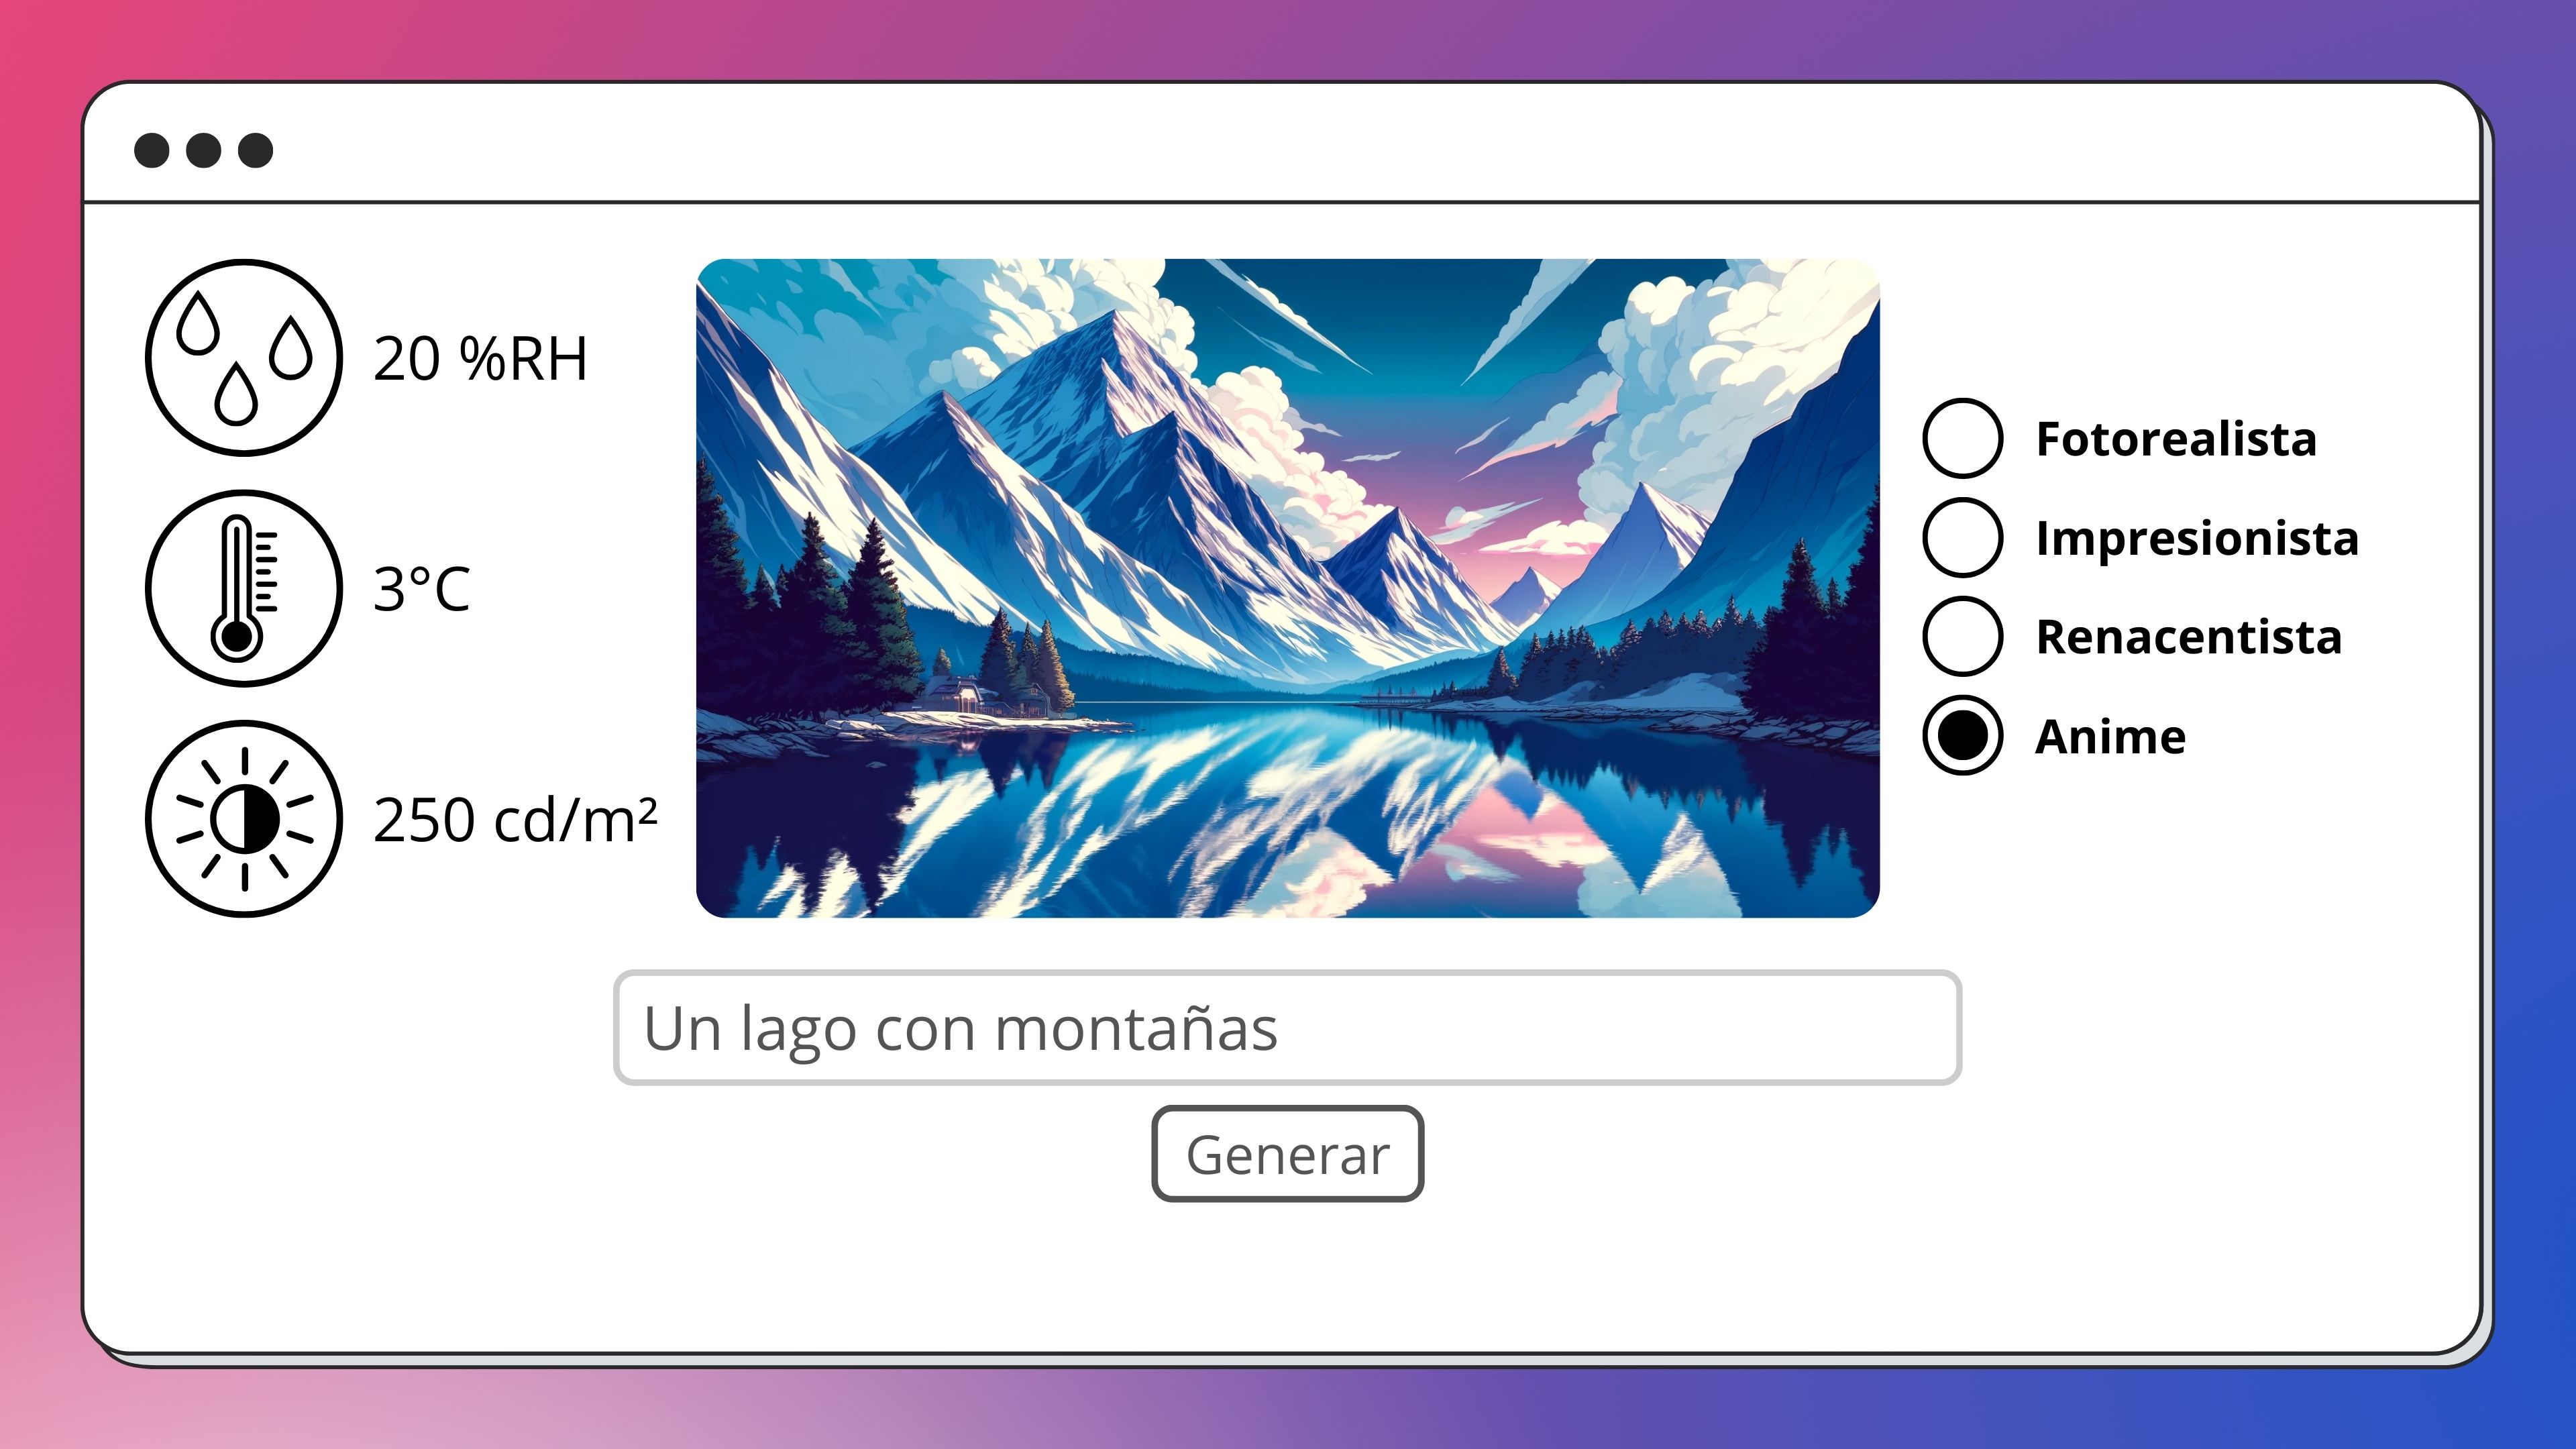 20 %RH
3°C
250 cd/m²
Fotorealista
Impresionista
Renacentista
Anime
Un lago con montañas
Generar